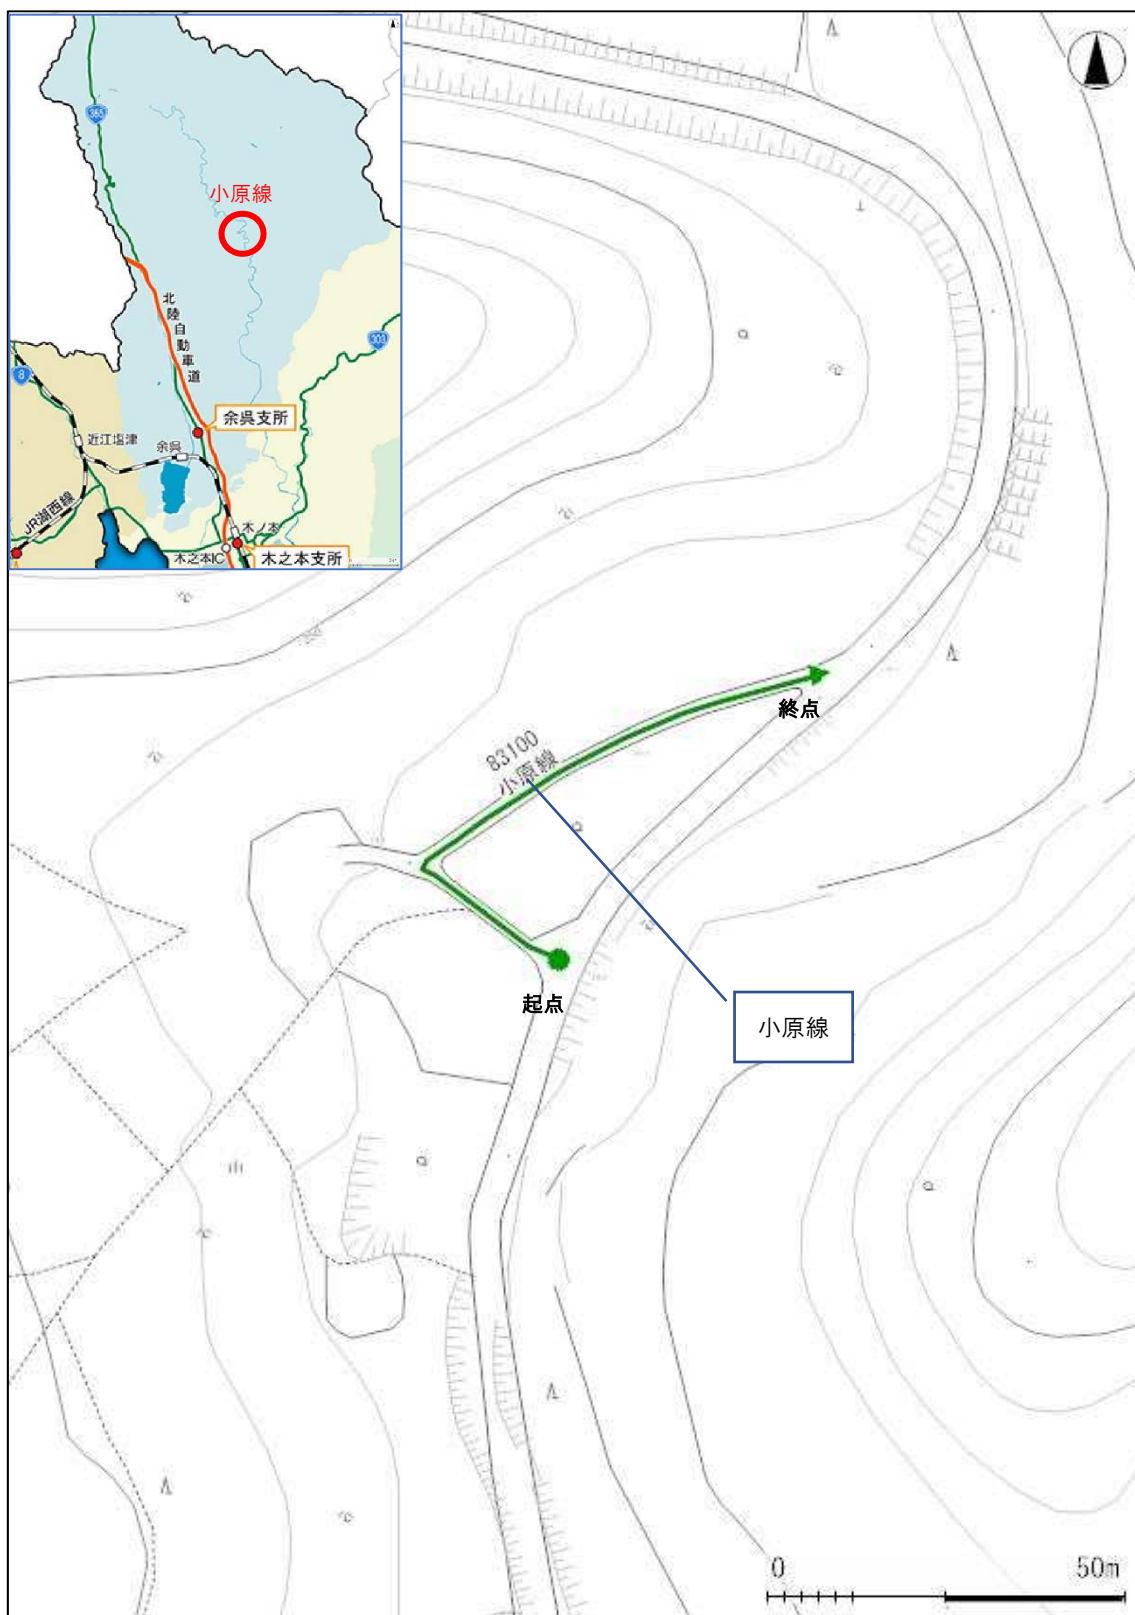 365
小原線
北陸自動車道
303
8
余呉支所
近江塩津
余呉
JR湖西線
木ノ本
木之本IC
木之本支所
終点
83100
小原線
起点
小原線
0 50m